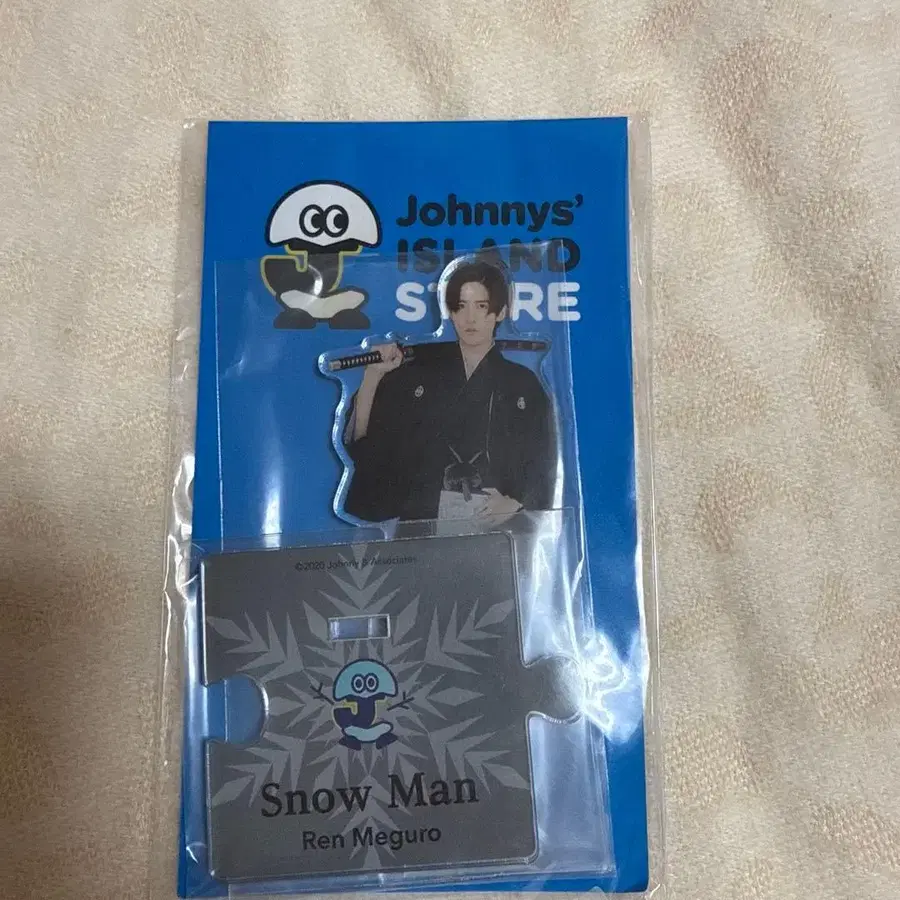 Johnnys'
ISLAND
STORE
©2020 Johnny & Associates
Snow Man
Ren Meguro